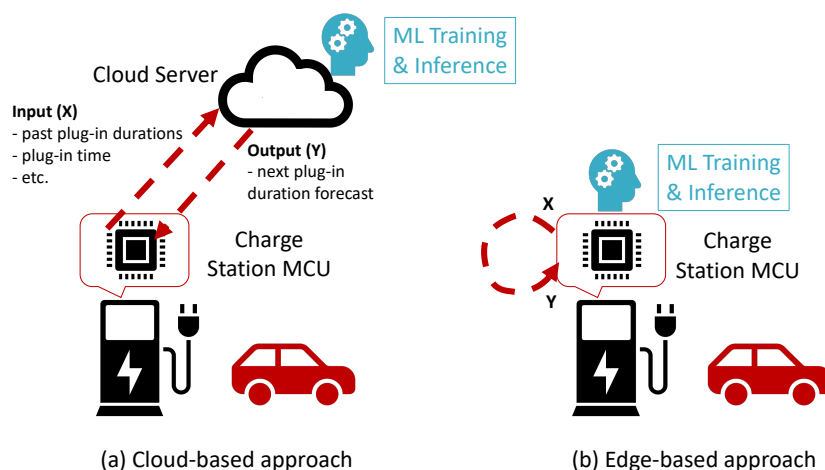 ML Training
& Inference
Cloud Server
Input (X)
- past plug-in durations
- plug-in time
- etc.
Output (Y)
- next plug-in
duration forecast
Charge
Station MCU
(a) Cloud-based approach
ML Training
& Inference
X
Y
Charge
Station MCU
(b) Edge-based approach